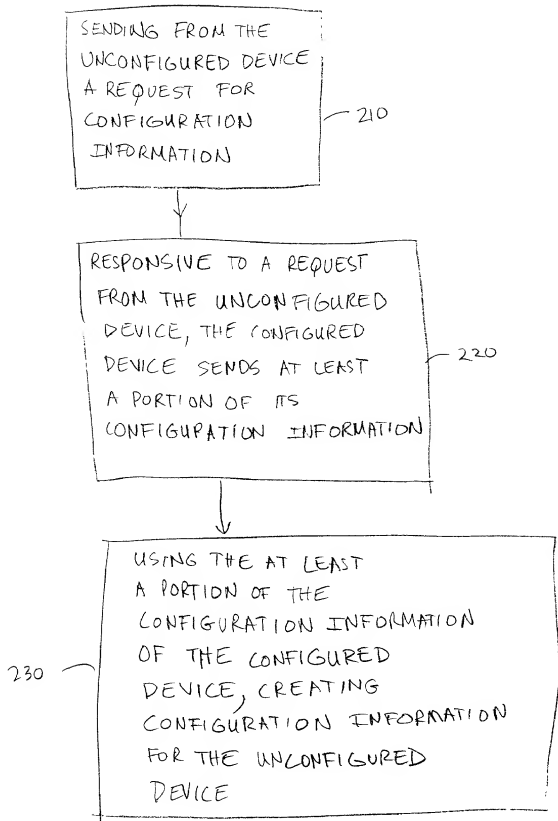 SENDING FROM THE
UNCONFIGURED DEVICE
A REQUEST FOR
CONFIGURATION
INFORMATION
210
RESPONSIVE TO A REQUEST
FROM THE UNCONFIGURED
DEVICE, THE CONFIGURED
DEVICE SENDS AT LEAST
A PORTION OF ITS
CONFIGURATION INFORMATION
220
USING THE AT LEAST
A PORTION OF THE
CONFIGURATION INFORMATION
OF THE CONFIGURED
DEVICE, CREATING
CONFIGURATION INFORMATION
FOR THE UNCONFIGURED
DEVICE
230